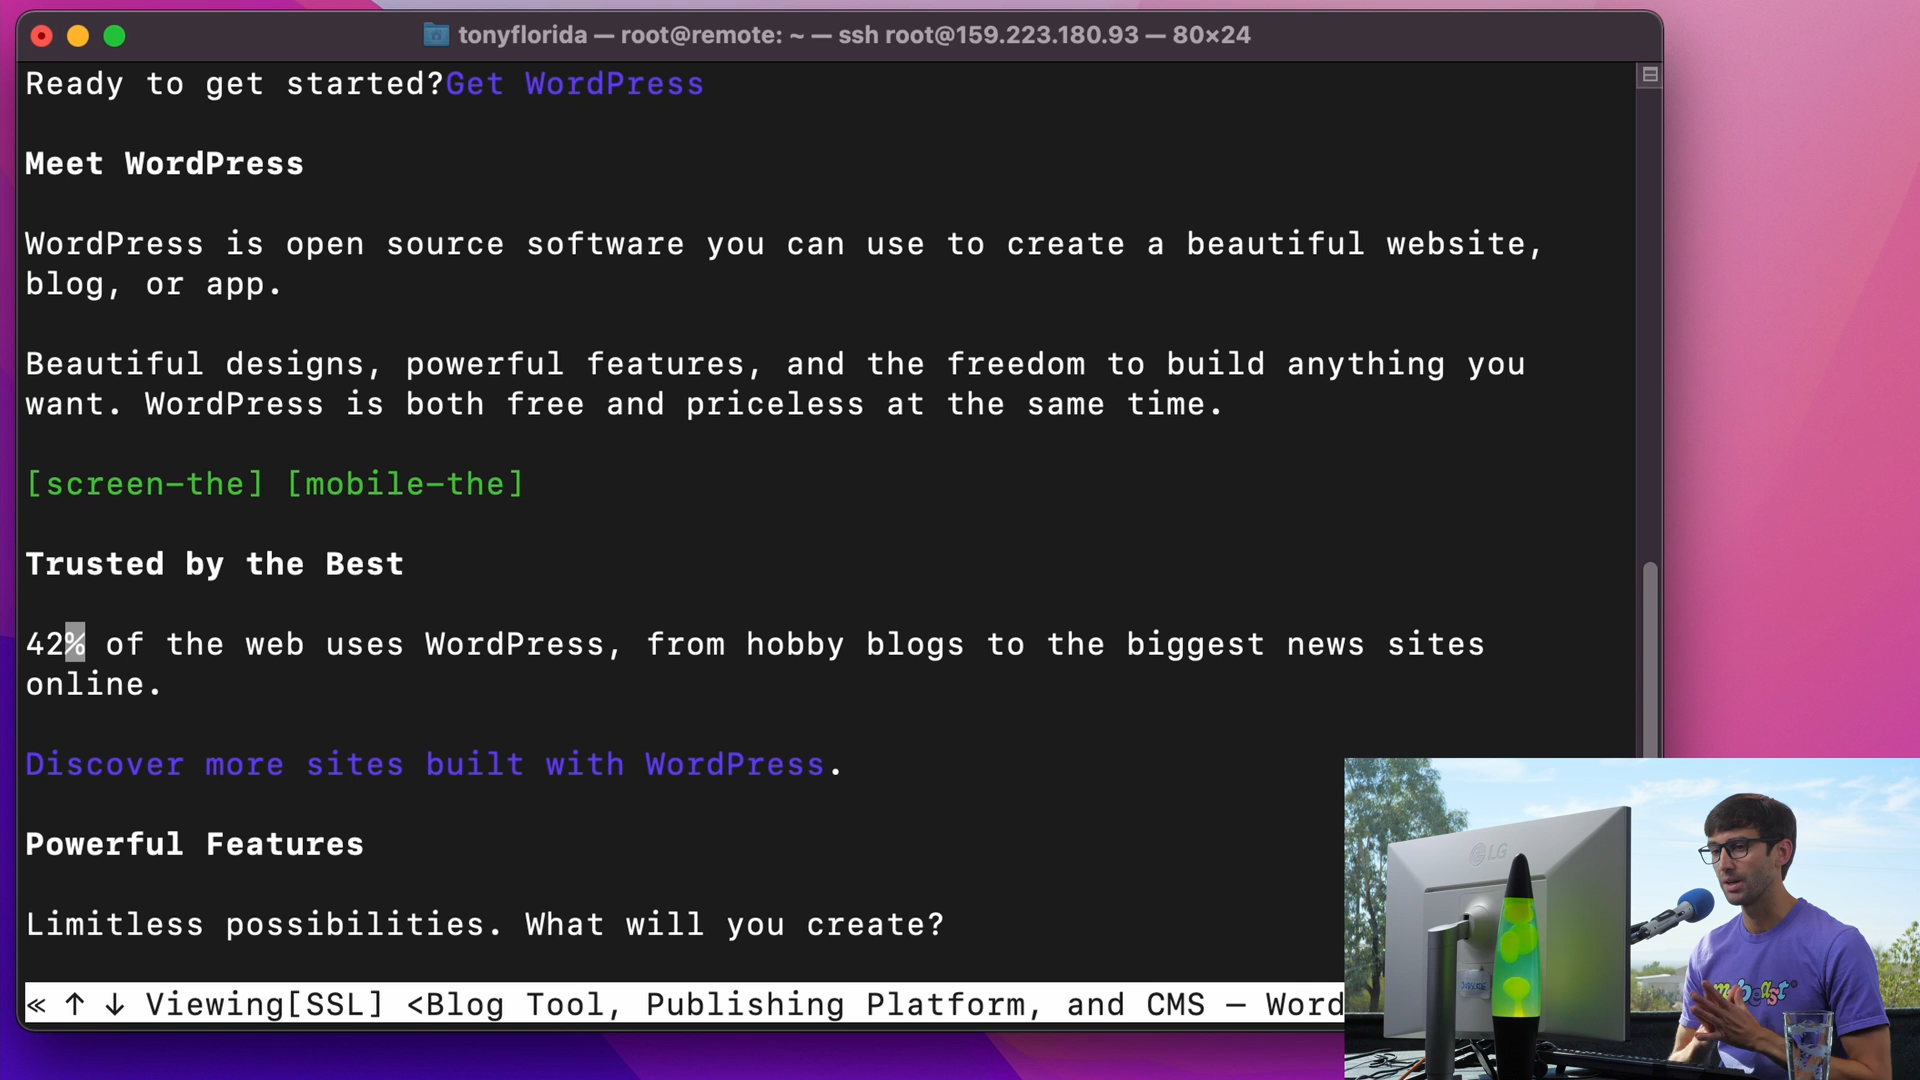 tonyflorida — root@remote: ~ — ssh root@159.223.180.93 — 80×24
Ready to get started?Get WordPress
Meet WordPress
WordPress is open source software you can use to create a beautiful website,
blog, or app.
Beautiful designs, powerful features, and the freedom to build anything you
want. WordPress is both free and priceless at the same time.
[screen-the] [mobile-the]
Trusted by the Best
42% of the web uses WordPress, from hobby blogs to the biggest news sites
online.
Discover more sites built with WordPress.
Powerful Features
Limitless possibilities. What will you create?
« ↑ ↓ Viewing[SSL] <Blog Tool, Publishing Platform, and CMS — Word
LG